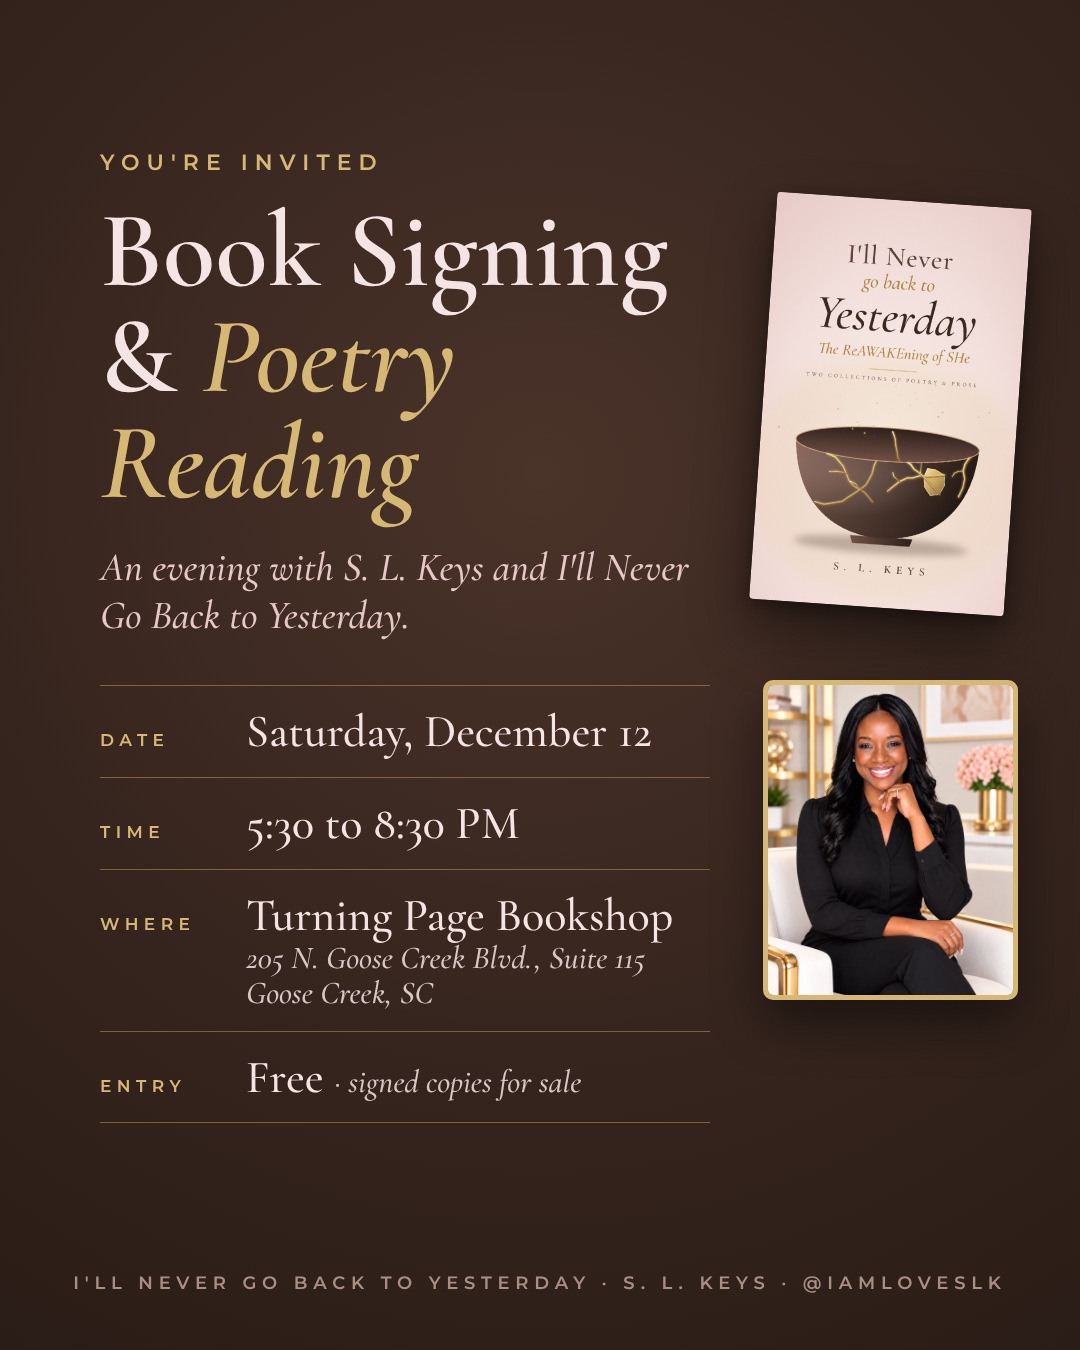 YOU'RE INVITED
Book Signing
& Poetry
Reading
An evening with S. L. Keys and I'll Never
Go Back to Yesterday.
DATE
Saturday, December 12
TIME
5:30 to 8:30 PM
WHERE
Turning Page Bookshop
205 N. Goose Creek Blvd., Suite 115
Goose Creek, SC
ENTRY
Free · signed copies for sale
I'll Never
go back to
Yesterday
The ReAWAKEning of SHe
TWO COLLECTIONS OF POETRY & PROSE
S. L. KEYS
I'LL NEVER GO BACK TO YESTERDAY · S. L. KEYS · @IAMLOVESLK